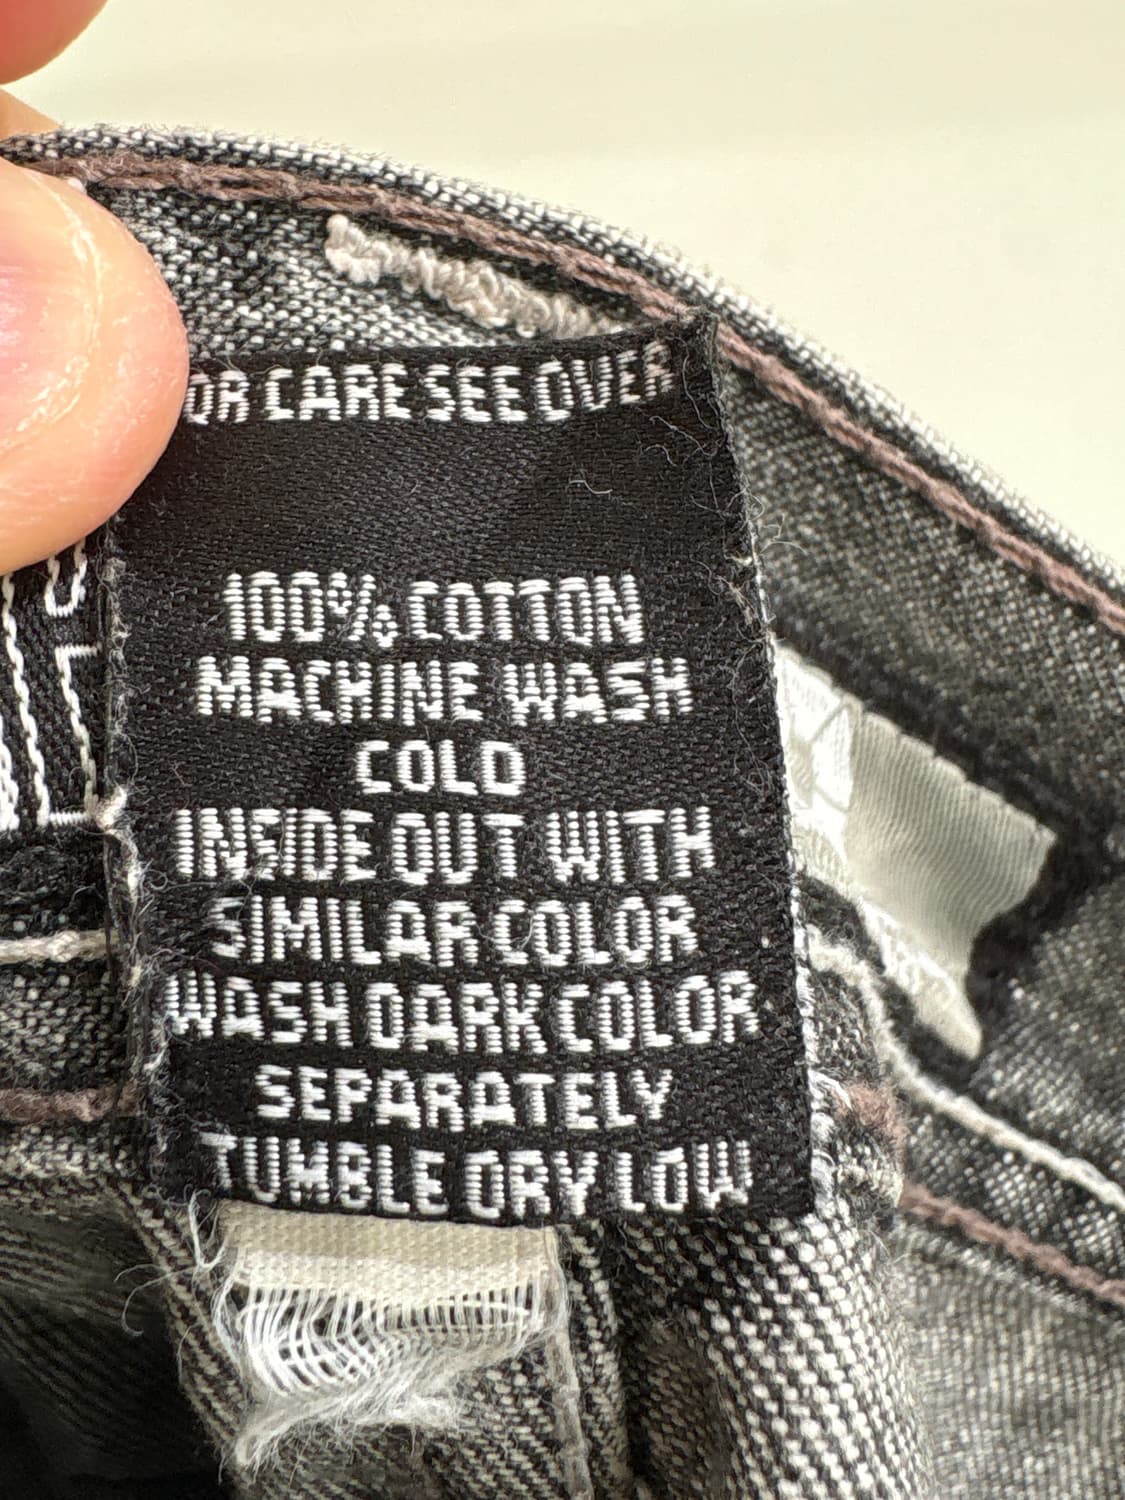 OR CARE SEE OVER
100% COTTON
MACHINE WASH
COLD
INSIDE OUT WITH
SIMILAR COLOR
WASH DARK COLOR
SEPARATELY
TUMBLE DRY LOW